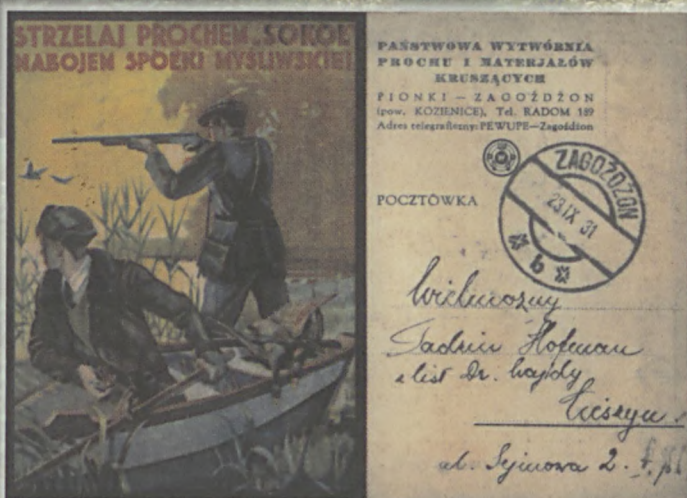 STRZELAJ PROCHEM „SOKÓŁ"
NABOJEM SPÓŁKI MYŚLIWSKIEJ
PAŃSTWOWA WYTWÓRNIA
PROCHU I MATERJAŁÓW
KRUSZĄCYCH
PIONKI — ZAGOŻDŻON
(pow. KOZIENICE), Tel. RADOM 189
Adres telegraficzny: PEWUPE—Zagożdżon
POCZTÓWKA
ZAGOŻDŻON
23 IX 31
* b *
Wielmożny
Hofman
Dr.
Cieszyn
ul. Sejmowa 2.